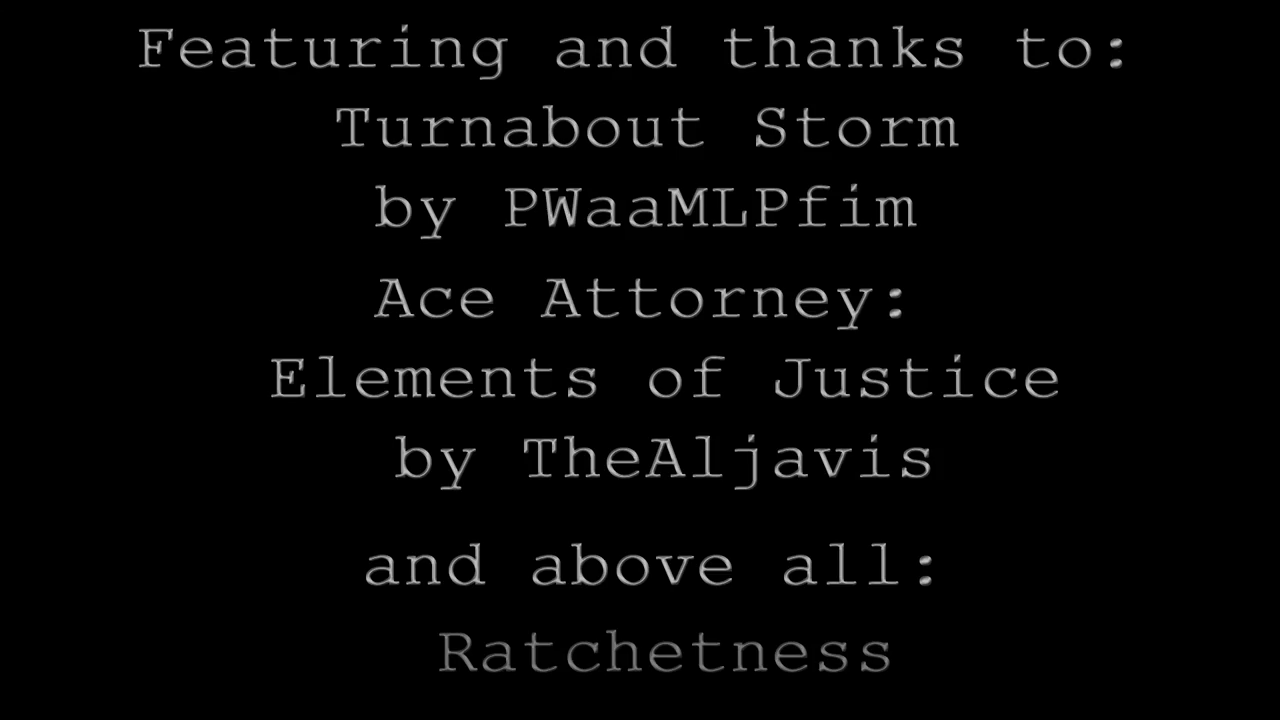 Featuring and thanks to:
Turnabout Storm
by PWaaMLPfim
Ace Attorney:
Elements of Justice
by TheAljavis
and above all:
Ratchetness